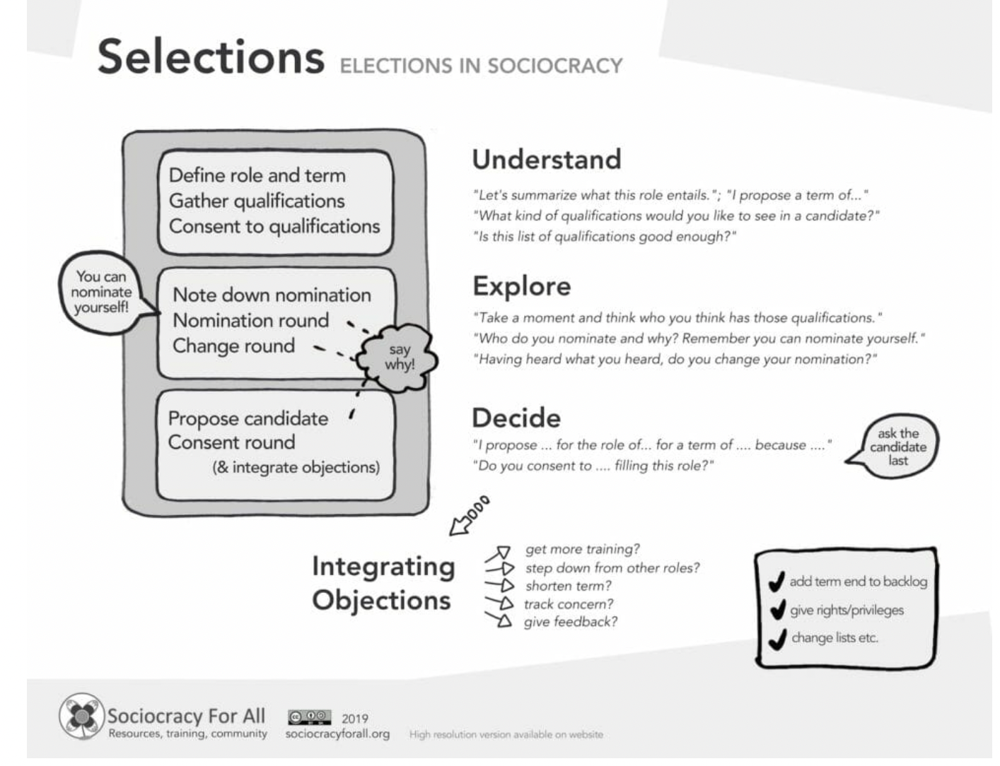 Selections ELECTIONS IN SOCIOCRACY
Define role and term
Gather qualifications
Consent to qualifications
You can
nominate
yourself!
Note down nomination
Nomination round
Change round
say
why!
Propose candidate
Consent round
(& integrate objections)
Understand
"Let's summarize what this role entails."; "I propose a term of..."
"What kind of qualifications would you like to see in a candidate?"
"Is this list of qualifications good enough?"
Explore
"Take a moment and think who you think has those qualifications."
"Who do you nominate and why? Remember you can nominate yourself."
"Having heard what you heard, do you change your nomination?"
Decide
"I propose ... for the role of... for a term of .... because ...."
"Do you consent to .... filling this role?"
ask the
candidate
last
Integrating
Objections
get more training?
step down from other roles?
shorten term?
track concern?
give feedback?
add term end to backlog
give rights/privileges
change lists etc.
Sociocracy For All
Resources, training, community
2019
sociocracyforall.org
High resolution version available on website